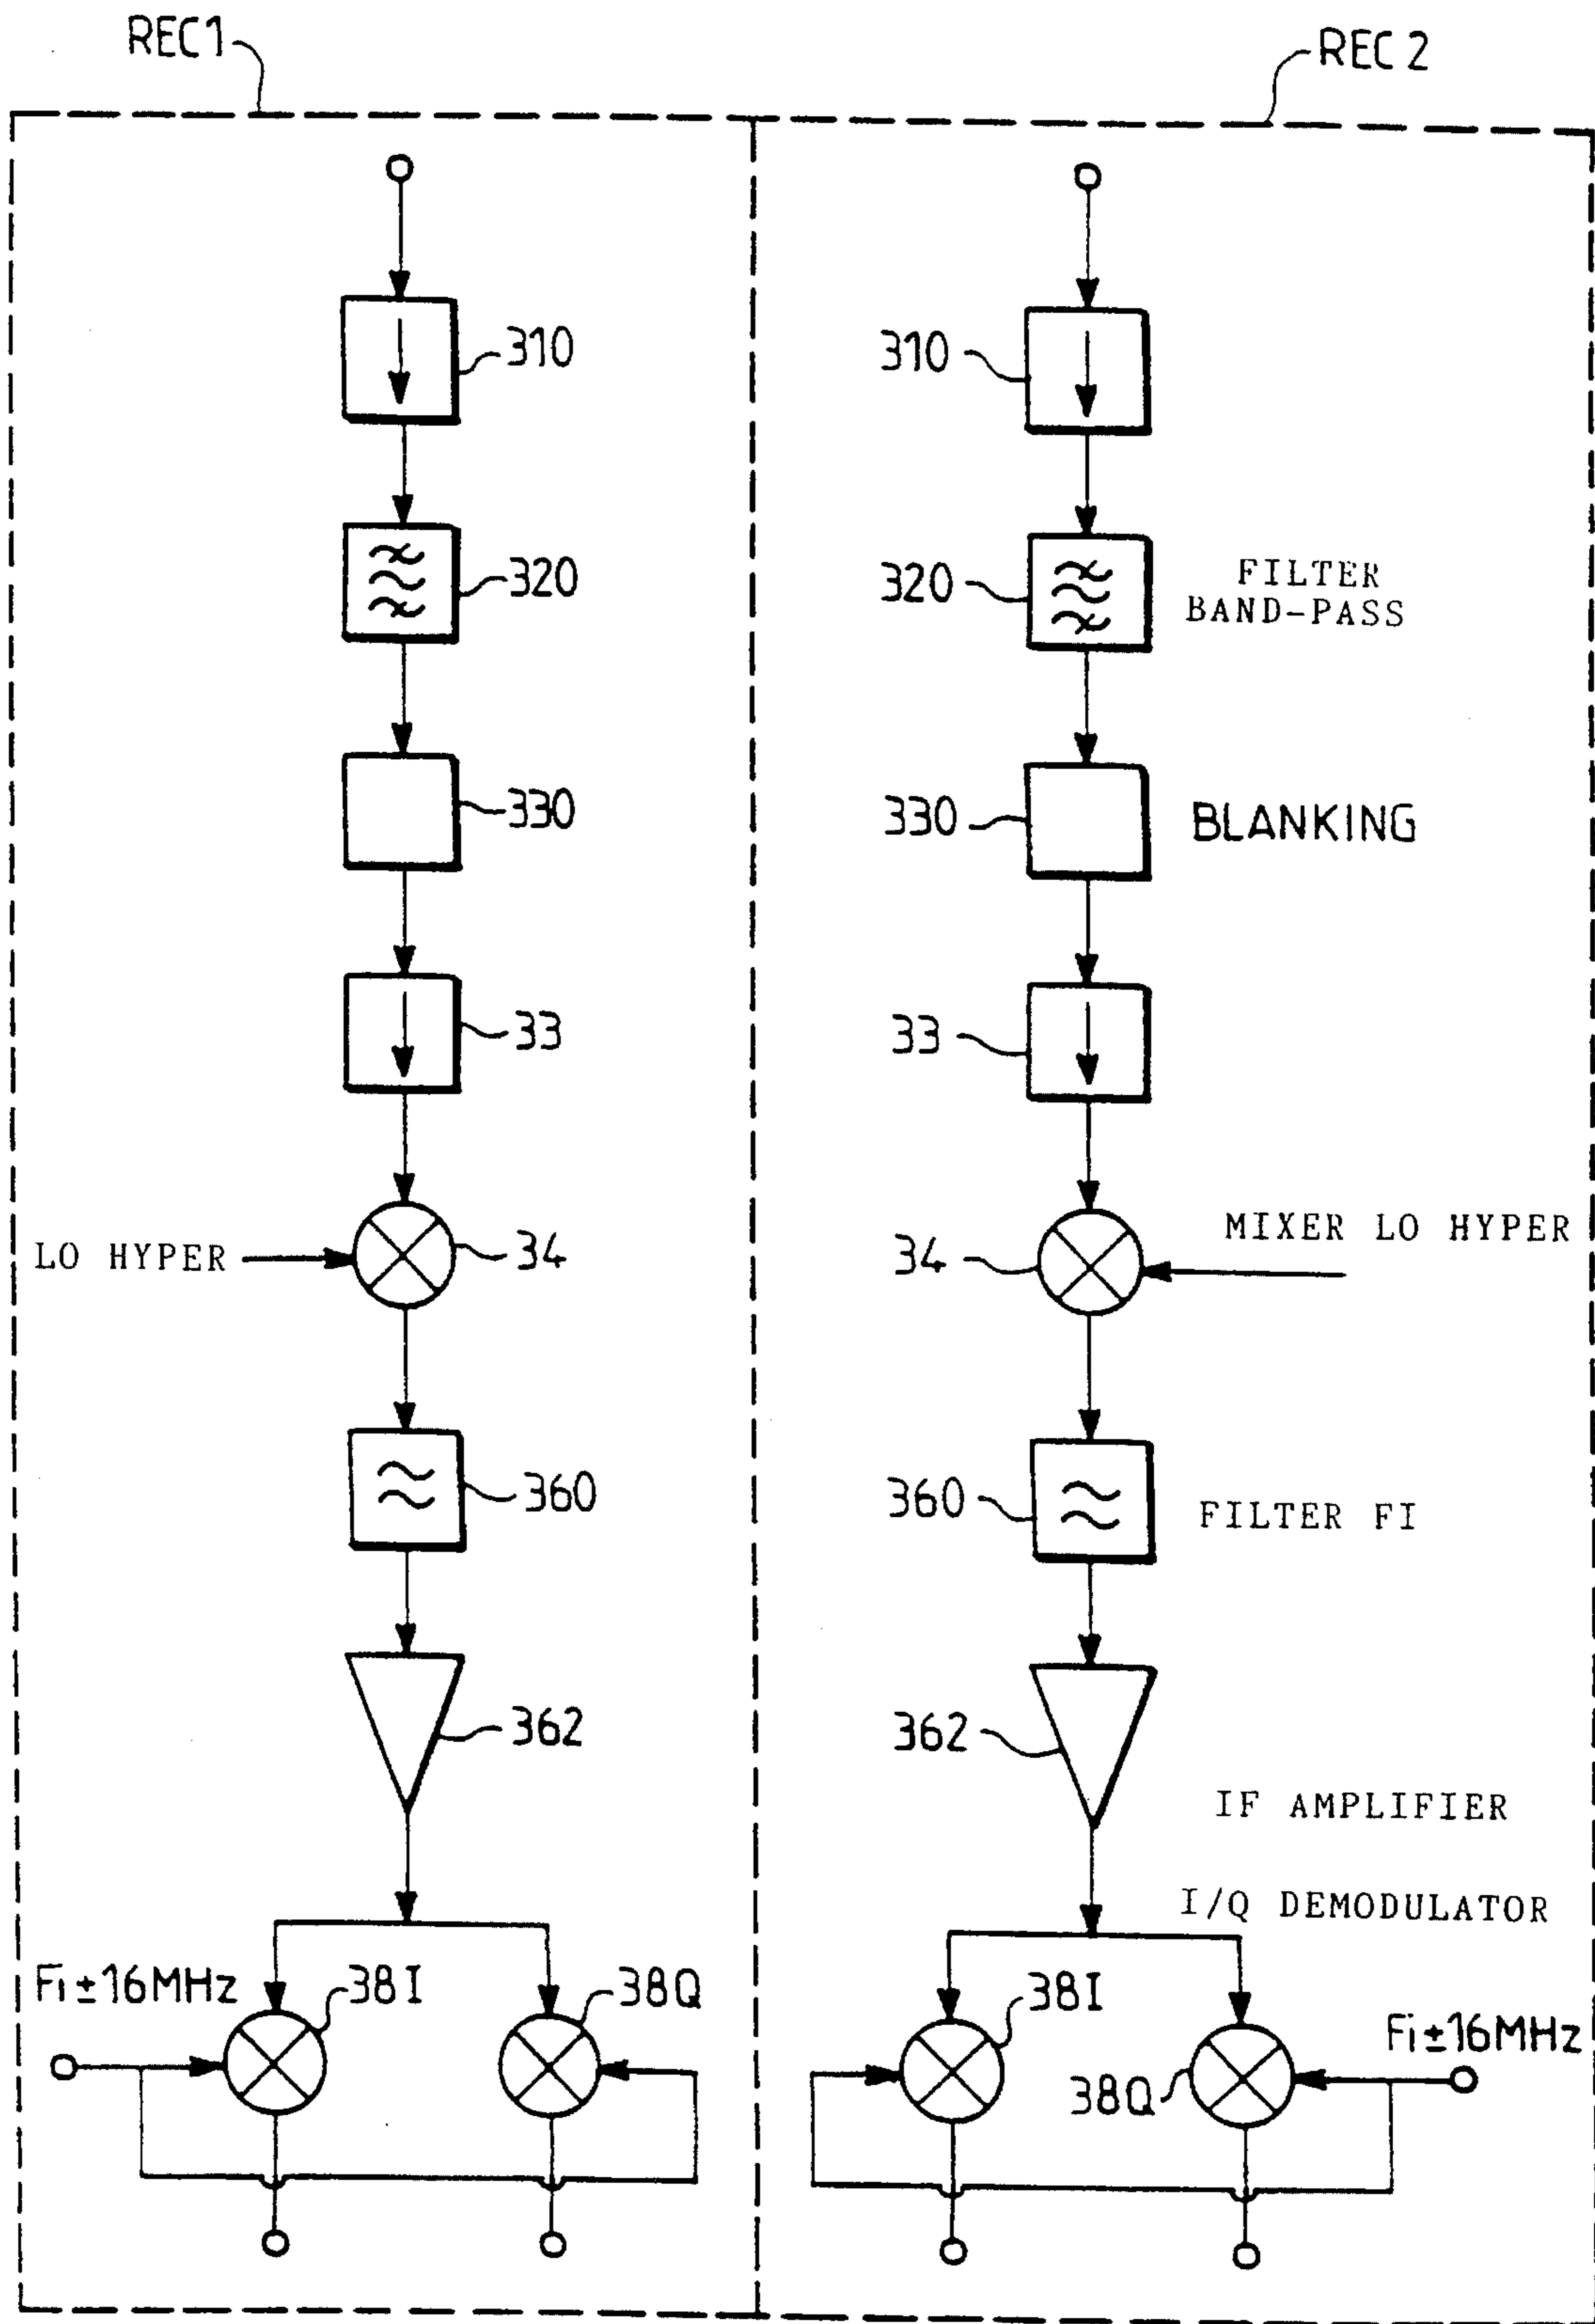 REC1
REC 2
310
310
320
320
FILTER
BAND-PASS
330
330
BLANKING
33
33
LO HYPER
34
34
MIXER LO HYPER
360
360
FILTER FI
362
362
IF AMPLIFIER
I/Q DEMODULATOR
Fi±16MHz
38I
38Q
38I
38Q
Fi±16MHz